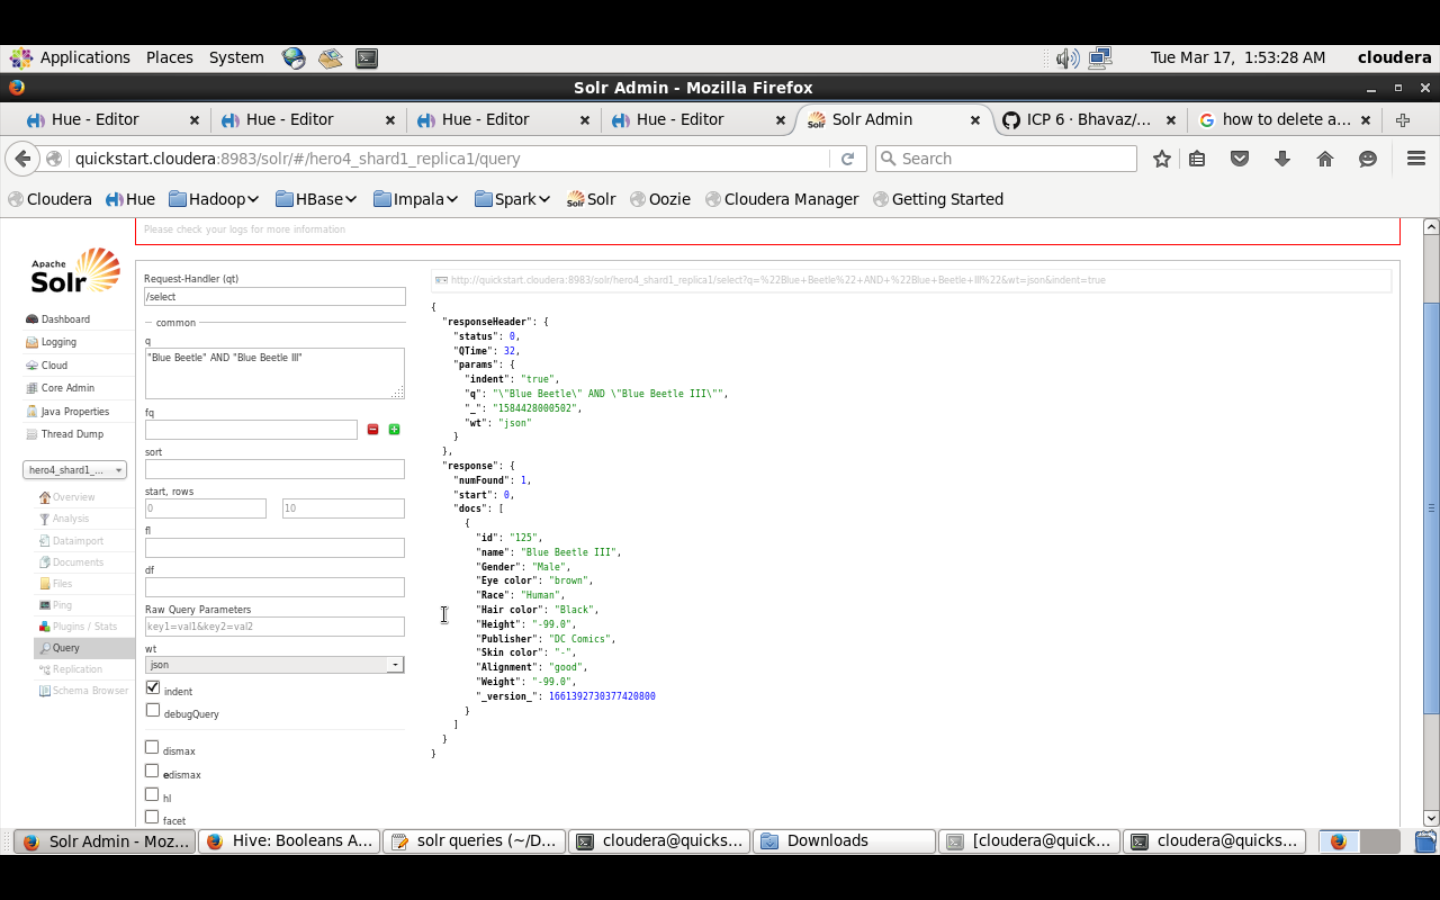 Applications Places System Tue Mar 17, 1:53:28 AM cloudera
Solr Admin - Mozilla Firefox
Hue - Editor Hue - Editor Hue - Editor Hue - Editor Solr Admin ICP 6 · Bhavaz/... how to delete a...
quickstart.cloudera:8983/solr/#/hero4_shard1_replica1/query Search
Cloudera Hue Hadoop HBase Impala Spark Solr Oozie Cloudera Manager Getting Started
Please check your logs for more information
Apache
Solr
Dashboard
Logging
Cloud
Core Admin
Java Properties
Thread Dump
hero4_shard1_...
Overview
Analysis
Dataimport
Documents
Files
Ping
Plugins / Stats
Query
Replication
Schema Browser
Request-Handler (qt)
/select
common
q
"Blue Beetle" AND "Blue Beetle III"
fq
sort
start, rows
0 10
fl
df
Raw Query Parameters
key1=val1&key2=val2
wt
json
indent
debugQuery
dismax
edismax
hl
facet
http://quickstart.cloudera:8983/solr/hero4_shard1_replica1/select?q=%22Blue+Beetle%22+AND+%22Blue+Beetle+III%22&wt=json&indent=true
{
"responseHeader": {
"status": 0,
"QTime": 32,
"params": {
"indent": "true",
"q": "\"Blue Beetle\" AND \"Blue Beetle III\"",
"_": "1584428000502",
"wt": "json"
}
},
"response": {
"numFound": 1,
"start": 0,
"docs": [
{
"id": "125",
"name": "Blue Beetle III",
"Gender": "Male",
"Eye color": "brown",
"Race": "Human",
"Hair color": "Black",
"Height": "-99.0",
"Publisher": "DC Comics",
"Skin color": "-",
"Alignment": "good",
"Weight": "-99.0",
"_version_": 1661392730377420800
}
]
}
}
Solr Admin - Moz... Hive: Booleans A... solr queries (~/D... cloudera@quicks... Downloads [cloudera@quick... cloudera@quicks...